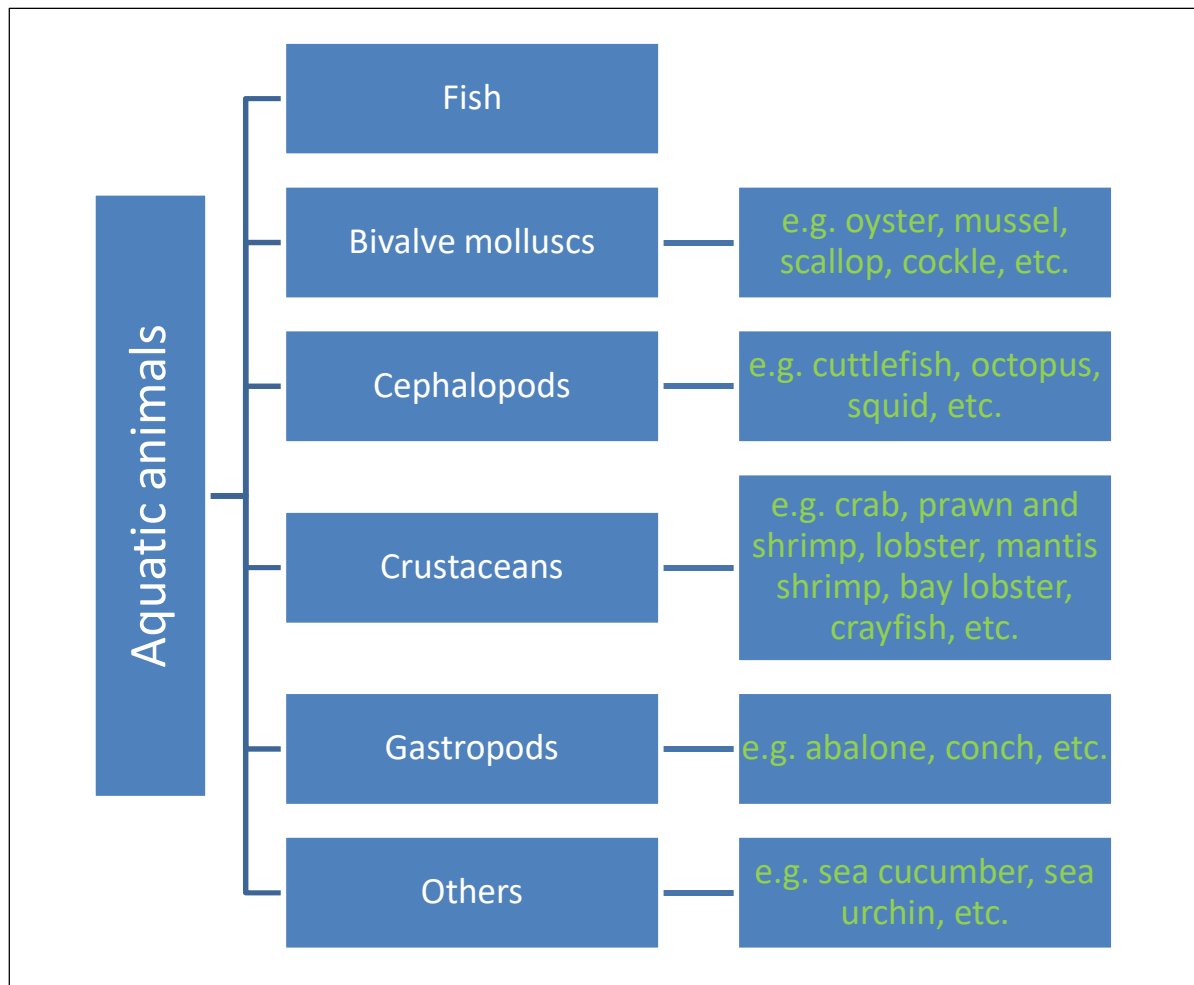 Aquatic animals
Fish
Bivalve molluscs
e.g. oyster, mussel,
scallop, cockle, etc.
Cephalopods
e.g. cuttlefish, octopus,
squid, etc.
Crustaceans
e.g. crab, prawn and
shrimp, lobster, mantis
shrimp, bay lobster,
crayfish, etc.
Gastropods
e.g. abalone, conch, etc.
Others
e.g. sea cucumber, sea
urchin, etc.